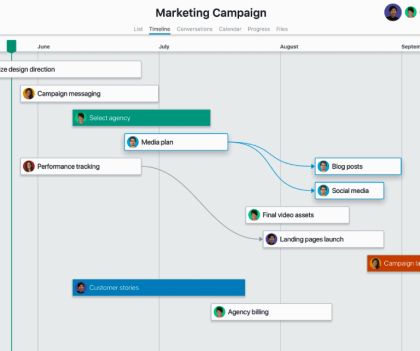 Marketing Campaign
List Timeline Conversations Calendar Progress Files
June July August Septem
ze design direction
Campaign messaging
Select agency
Media plan
Performance tracking
Blog posts
Social media
Final video assets
Landing pages launch
Campaign la
Customer stories
Agency billing